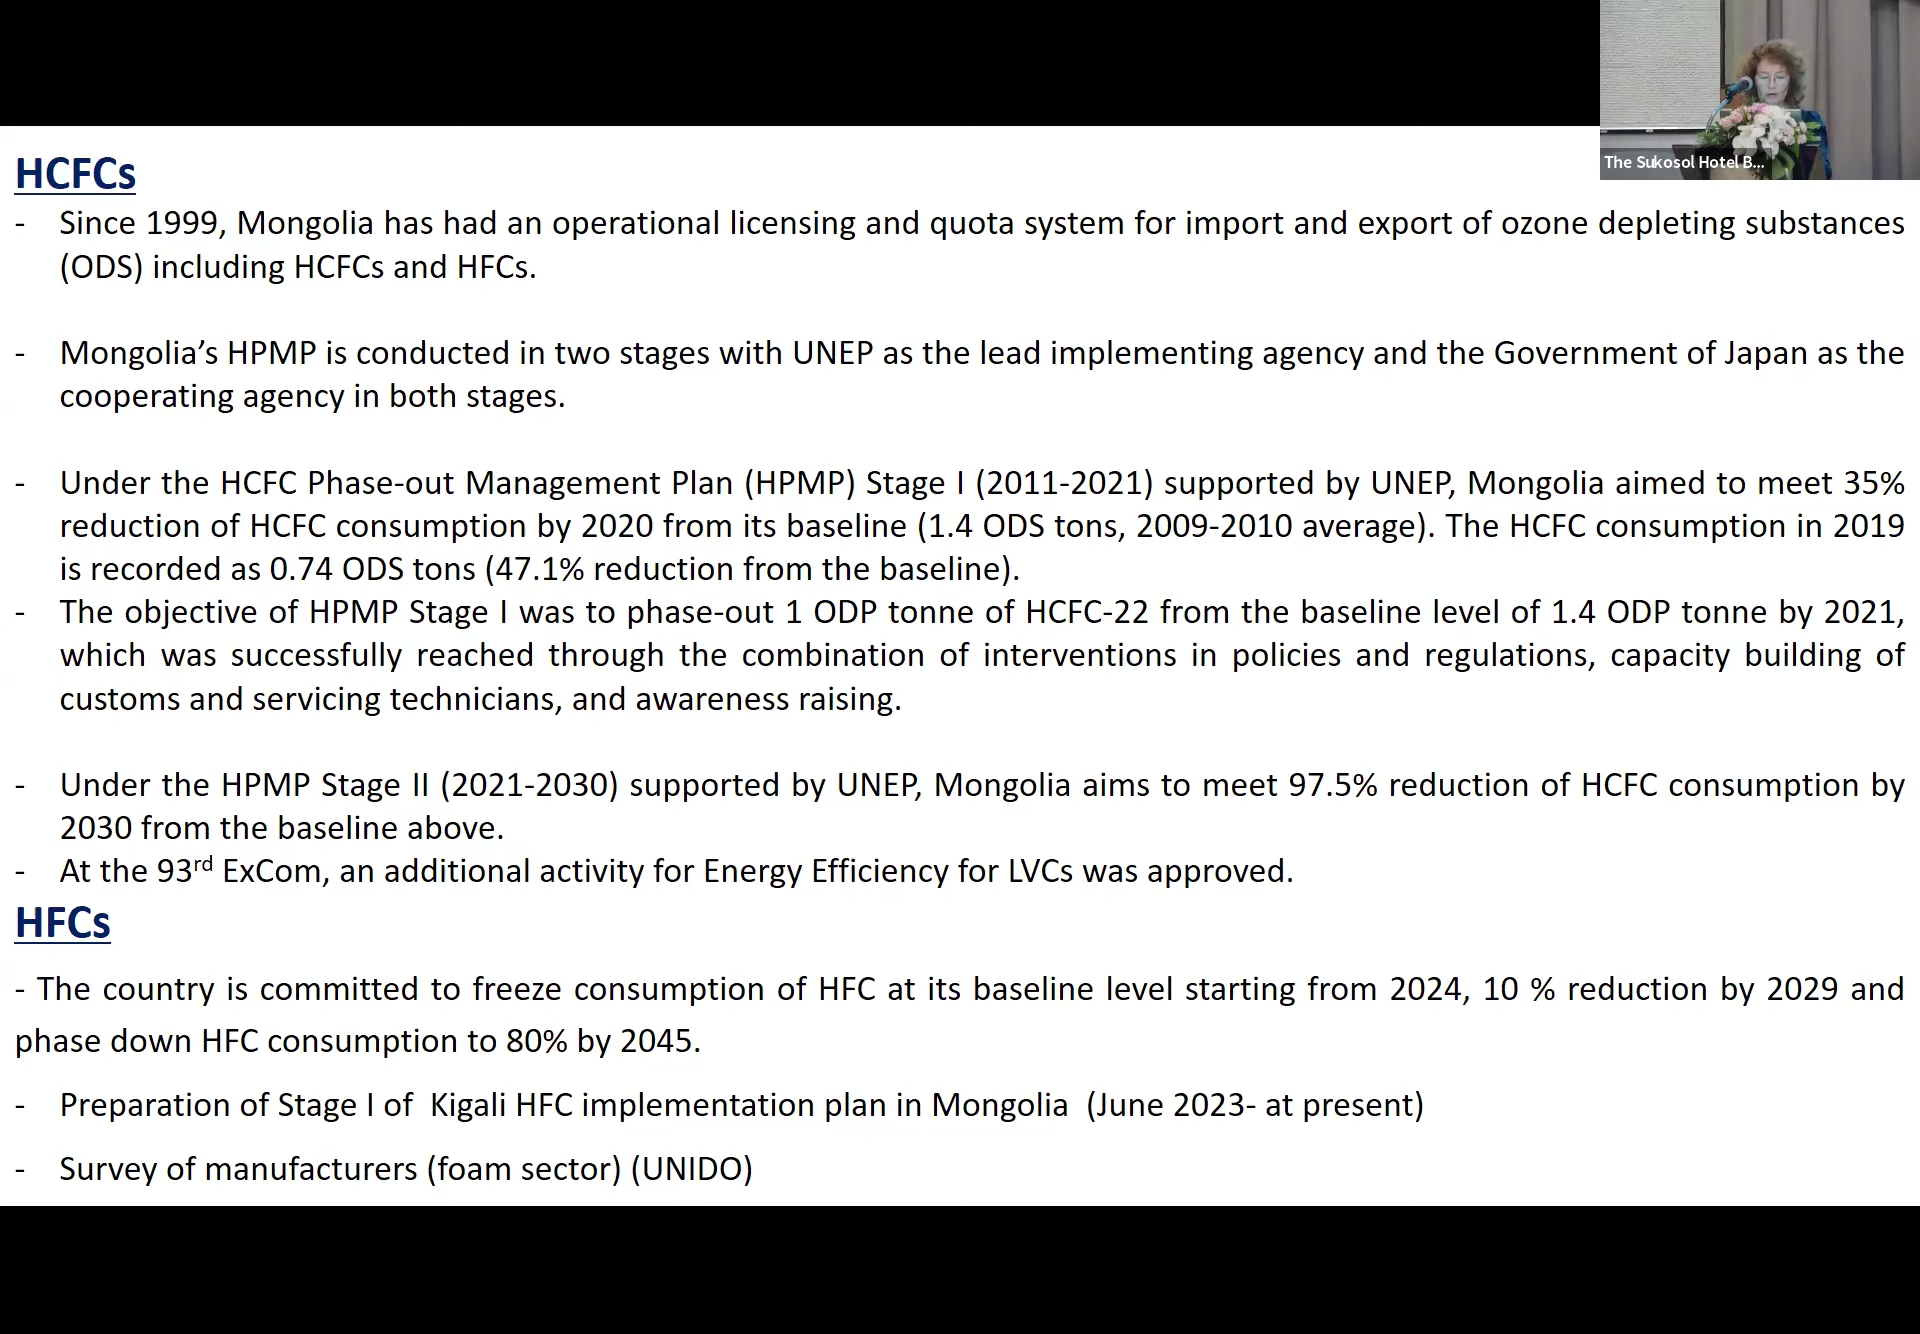 The Sukosol Hotel B...
HCFCs
- Since 1999, Mongolia has had an operational licensing and quota system for import and export of ozone depleting substances
(ODS) including HCFCs and HFCs.
- Mongolia’s HPMP is conducted in two stages with UNEP as the lead implementing agency and the Government of Japan as the
cooperating agency in both stages.
- Under the HCFC Phase-out Management Plan (HPMP) Stage I (2011-2021) supported by UNEP, Mongolia aimed to meet 35%
reduction of HCFC consumption by 2020 from its baseline (1.4 ODS tons, 2009-2010 average). The HCFC consumption in 2019
is recorded as 0.74 ODS tons (47.1% reduction from the baseline).
- The objective of HPMP Stage I was to phase-out 1 ODP tonne of HCFC-22 from the baseline level of 1.4 ODP tonne by 2021,
which was successfully reached through the combination of interventions in policies and regulations, capacity building of
customs and servicing technicians, and awareness raising.
- Under the HPMP Stage II (2021-2030) supported by UNEP, Mongolia aims to meet 97.5% reduction of HCFC consumption by
2030 from the baseline above.
- At the 93rd ExCom, an additional activity for Energy Efficiency for LVCs was approved.
HFCs
- The country is committed to freeze consumption of HFC at its baseline level starting from 2024, 10 % reduction by 2029 and
phase down HFC consumption to 80% by 2045.
- Preparation of Stage I of Kigali HFC implementation plan in Mongolia (June 2023- at present)
- Survey of manufacturers (foam sector) (UNIDO)